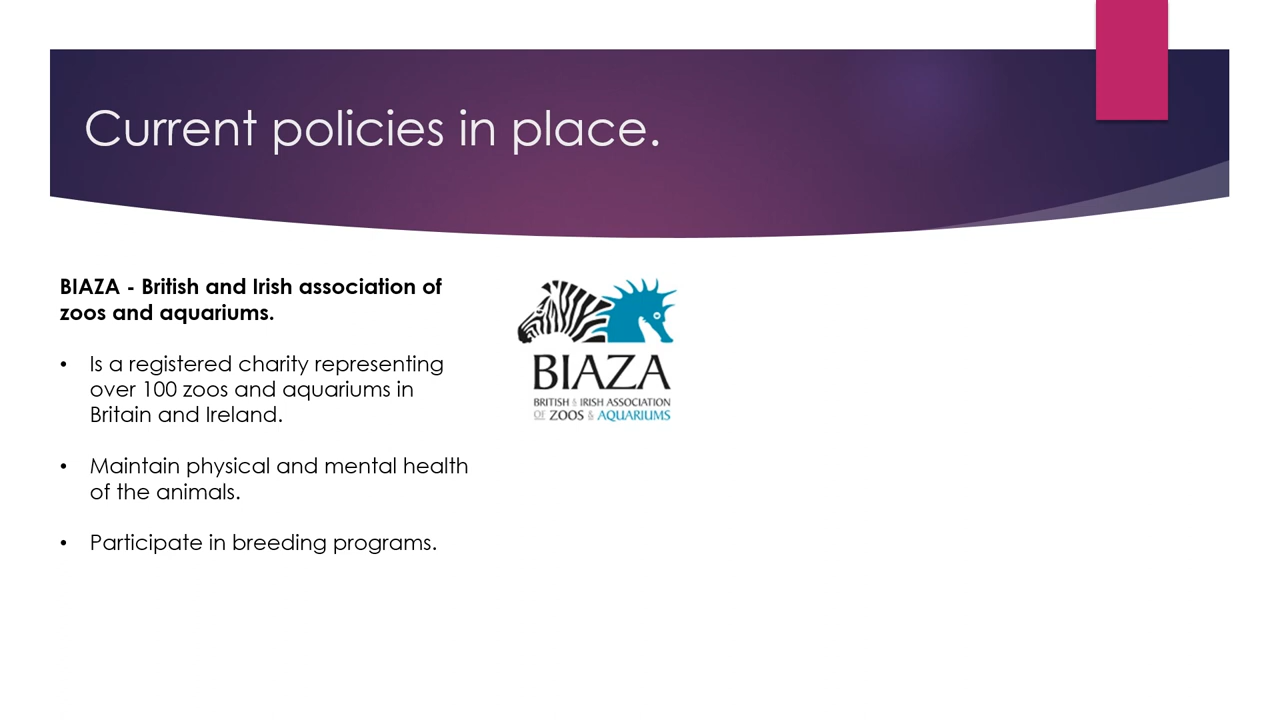 Current policies in place.
BIAZA - British and Irish association of
zoos and aquariums.
• Is a registered charity representing
over 100 zoos and aquariums in
Britain and Ireland.
• Maintain physical and mental health
of the animals.
• Participate in breeding programs.
BIAZA
BRITISH & IRISH ASSOCIATION
OF ZOOS & AQUARIUMS